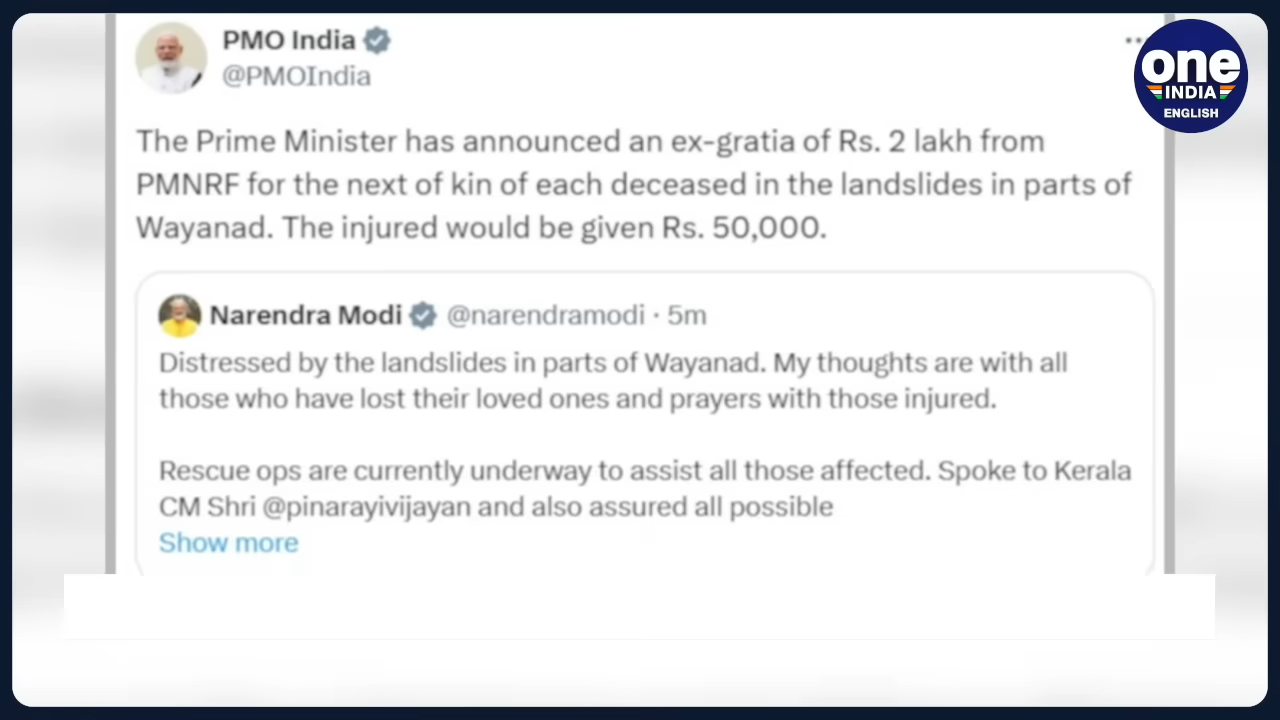 PMO India
@PMOIndia
one
INDIA
ENGLISH
The Prime Minister has announced an ex-gratia of Rs. 2 lakh from
PMNRF for the next of kin of each deceased in the landslides in parts of
Wayanad. The injured would be given Rs. 50,000.
Narendra Modi @narendramodi · 5m
Distressed by the landslides in parts of Wayanad. My thoughts are with all
those who have lost their loved ones and prayers with those injured.
Rescue ops are currently underway to assist all those affected. Spoke to Kerala
CM Shri @pinarayivijayan and also assured all possible
Show more